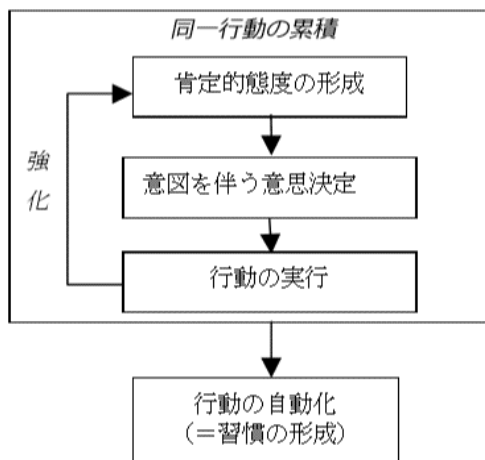 同一行動の累積
肯定的態度の形成
強化
意図を伴う意思決定
行動の実行
行動の自動化
（＝習慣の形成）